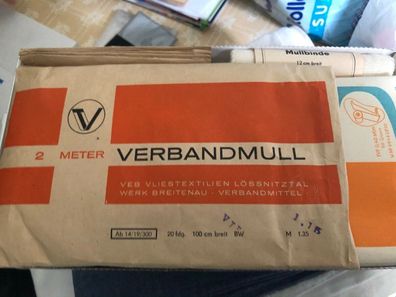 Mullbinde
12 cm breit
V
2 METER VERBANDMULL
VEB VLIESTEXTILIEN LÖSSNITZTAL
WERK BREITENAU - VERBANDMITTEL
Ab 14/19/300 20 fdg. 100 cm breit BW M 1.35